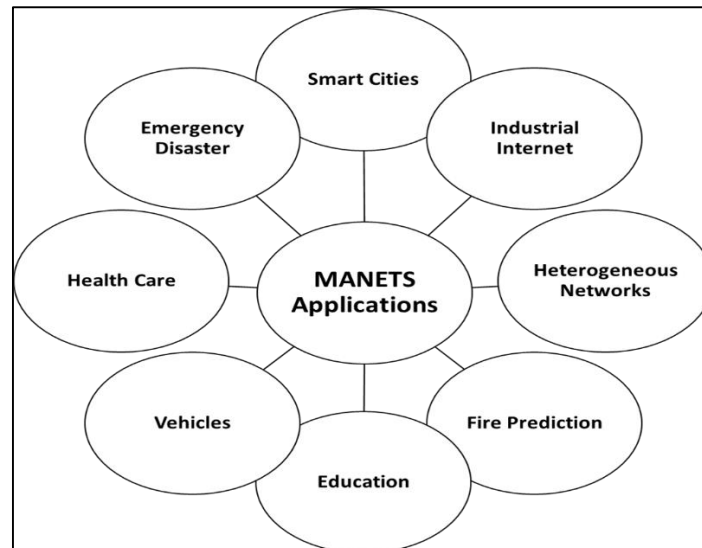 Smart Cities
Emergency
Disaster
Industrial
Internet
Health Care
MANETS
Applications
Heterogeneous
Networks
Vehicles
Fire Prediction
Education